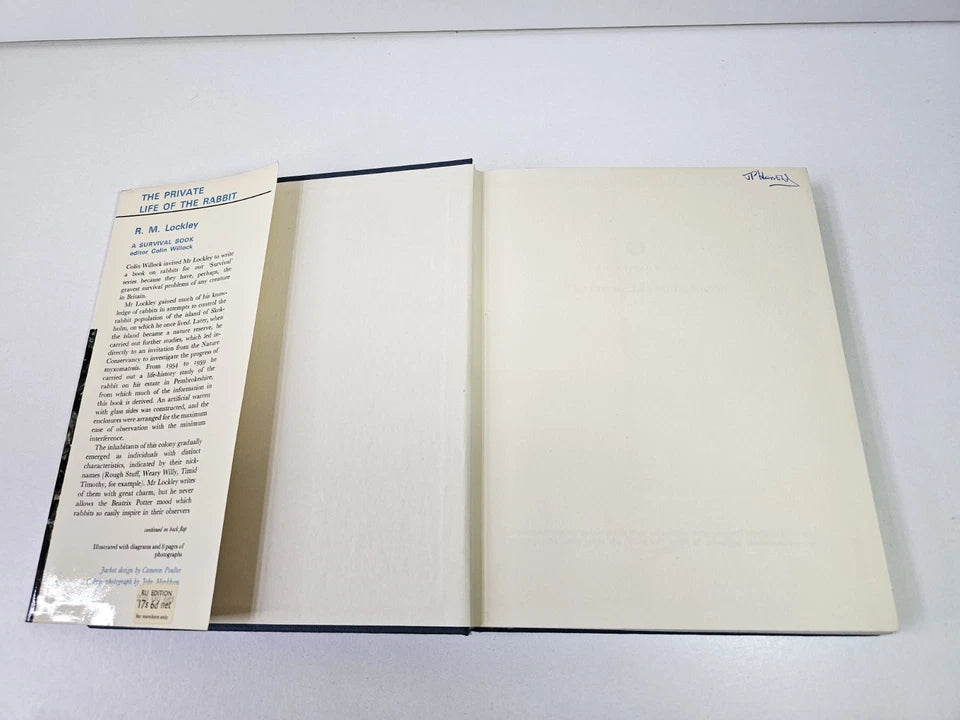 THE PRIVATE
LIFE OF THE RABBIT
R. M. Lockley
A SURVIVAL BOOK
editor Colin Willock
Colin Willock invited Mr Lockley to write
a book on rabbits for our 'Survival'
series because they have, perhaps, the
gravest survival problems of any creature
in Britain.
Mr Lockley gained much of his know-
ledge of rabbits in attempts to control the
rabbit population of the island of Skok-
holm, on which he once lived. Later, when
the island became a nature reserve, he
carried out further studies, which led in-
directly to an invitation from the Nature
Conservancy to investigate the progress of
myxomatosis. From 1954 to 1959 he
carried out a life-history study of the
rabbit on his estate in Pembrokeshire,
from which much of the information in
this book is derived. An artificial warren
with glass sides was constructed, and the
enclosures were arranged for the maximum
ease of observation with the minimum
interference.
The inhabitants of this colony gradually
emerged as individuals with distinct
characteristics, indicated by their nick-
names (Rough Stuff, Weary Willy, Timid
Timothy, for example). Mr Lockley writes
of them with great charm, but he never
allows the Beatrix Potter mood which
rabbits so easily inspire in their observers
continued on back flap
Illustrated with diagrams and 8 pages of
photographs
Jacket design by Cameron Poulter
photograph by John Markham
RU EDITION
17s 6d net
for members only